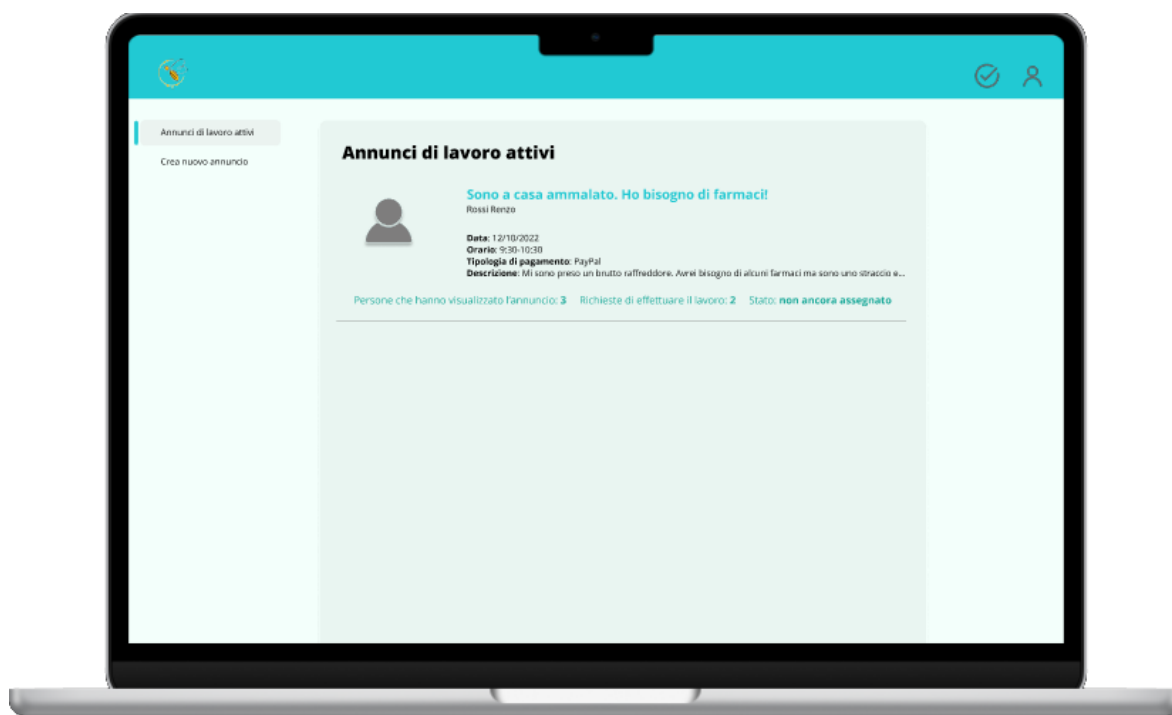 Annunci di lavoro attivi
Crea nuovo annuncio
Annunci di lavoro attivi
Sono a casa ammalato. Ho bisogno di farmaci!
Rossi Renzo
Data: 12/10/2022
Orario: 9:30-10:30
Tipologia di pagamento: PayPal
Descrizione: Mi sono preso un brutto raffreddore. Avrei bisogno di alcuni farmaci ma sono uno straccio e...
Persone che hanno visualizzato l'annuncio: 3 Richieste di effettuare il lavoro: 2 Stato: non ancora assegnato